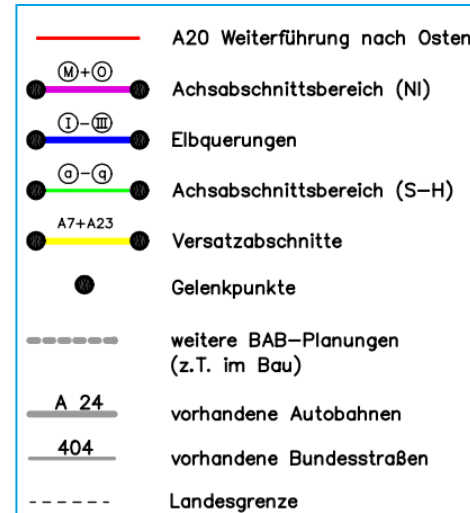 A20 Weiterführung nach Osten
M+O Achsabschnittsbereich (NI)
I-III Elbquerungen
a-q Achsabschnittsbereich (S-H)
A7+A23 Versatzabschnitte
Gelenkpunkte
weitere BAB-Planungen
(z.T. im Bau)
A 24 vorhandene Autobahnen
404 vorhandene Bundesstraßen
Landesgrenze